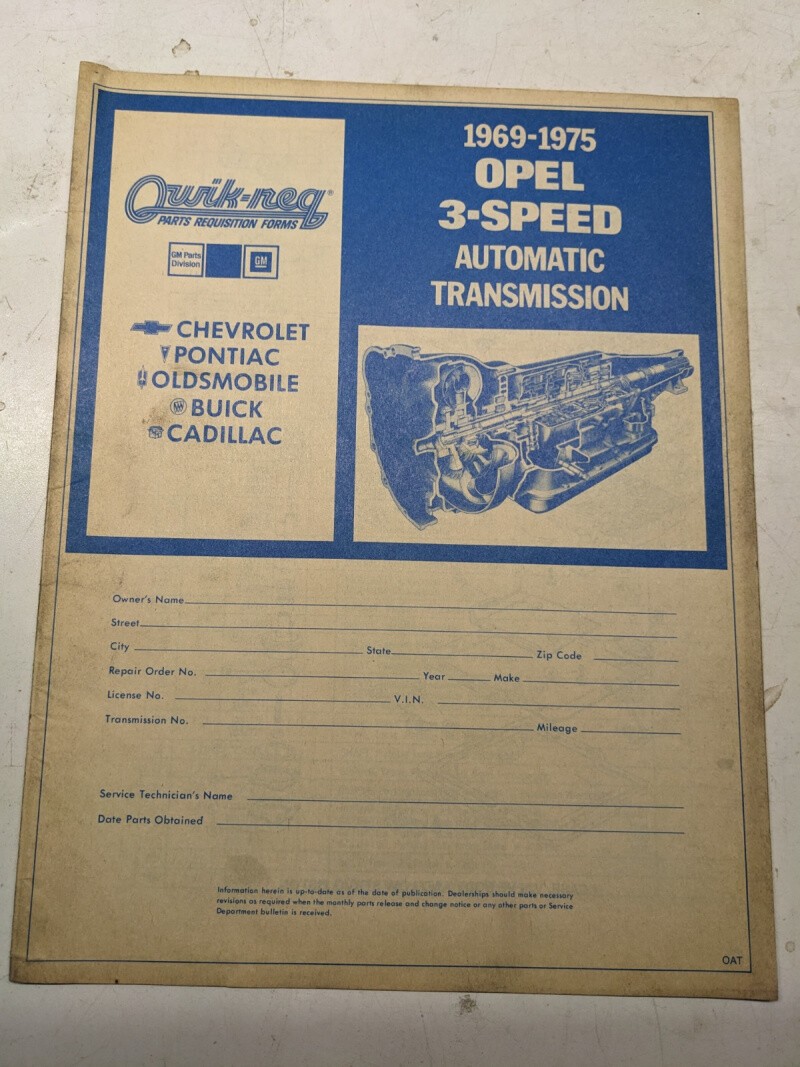 Qwik-req®
PARTS REQUISITION FORMS
GM Parts
Division
GM
CHEVROLET
PONTIAC
OLDSMOBILE
BUICK
CADILLAC
1969-1975
OPEL
3-SPEED
AUTOMATIC
TRANSMISSION
Owner's Name
Street
City State Zip Code
Repair Order No. Year Make
License No. V.I.N.
Transmission No. Mileage
Service Technician's Name
Date Parts Obtained
Information herein is up-to-date as of the date of publication. Dealerships should make necessary
revisions as required when the monthly parts release and change notice or any other parts or Service
Department bulletin is received.
OAT